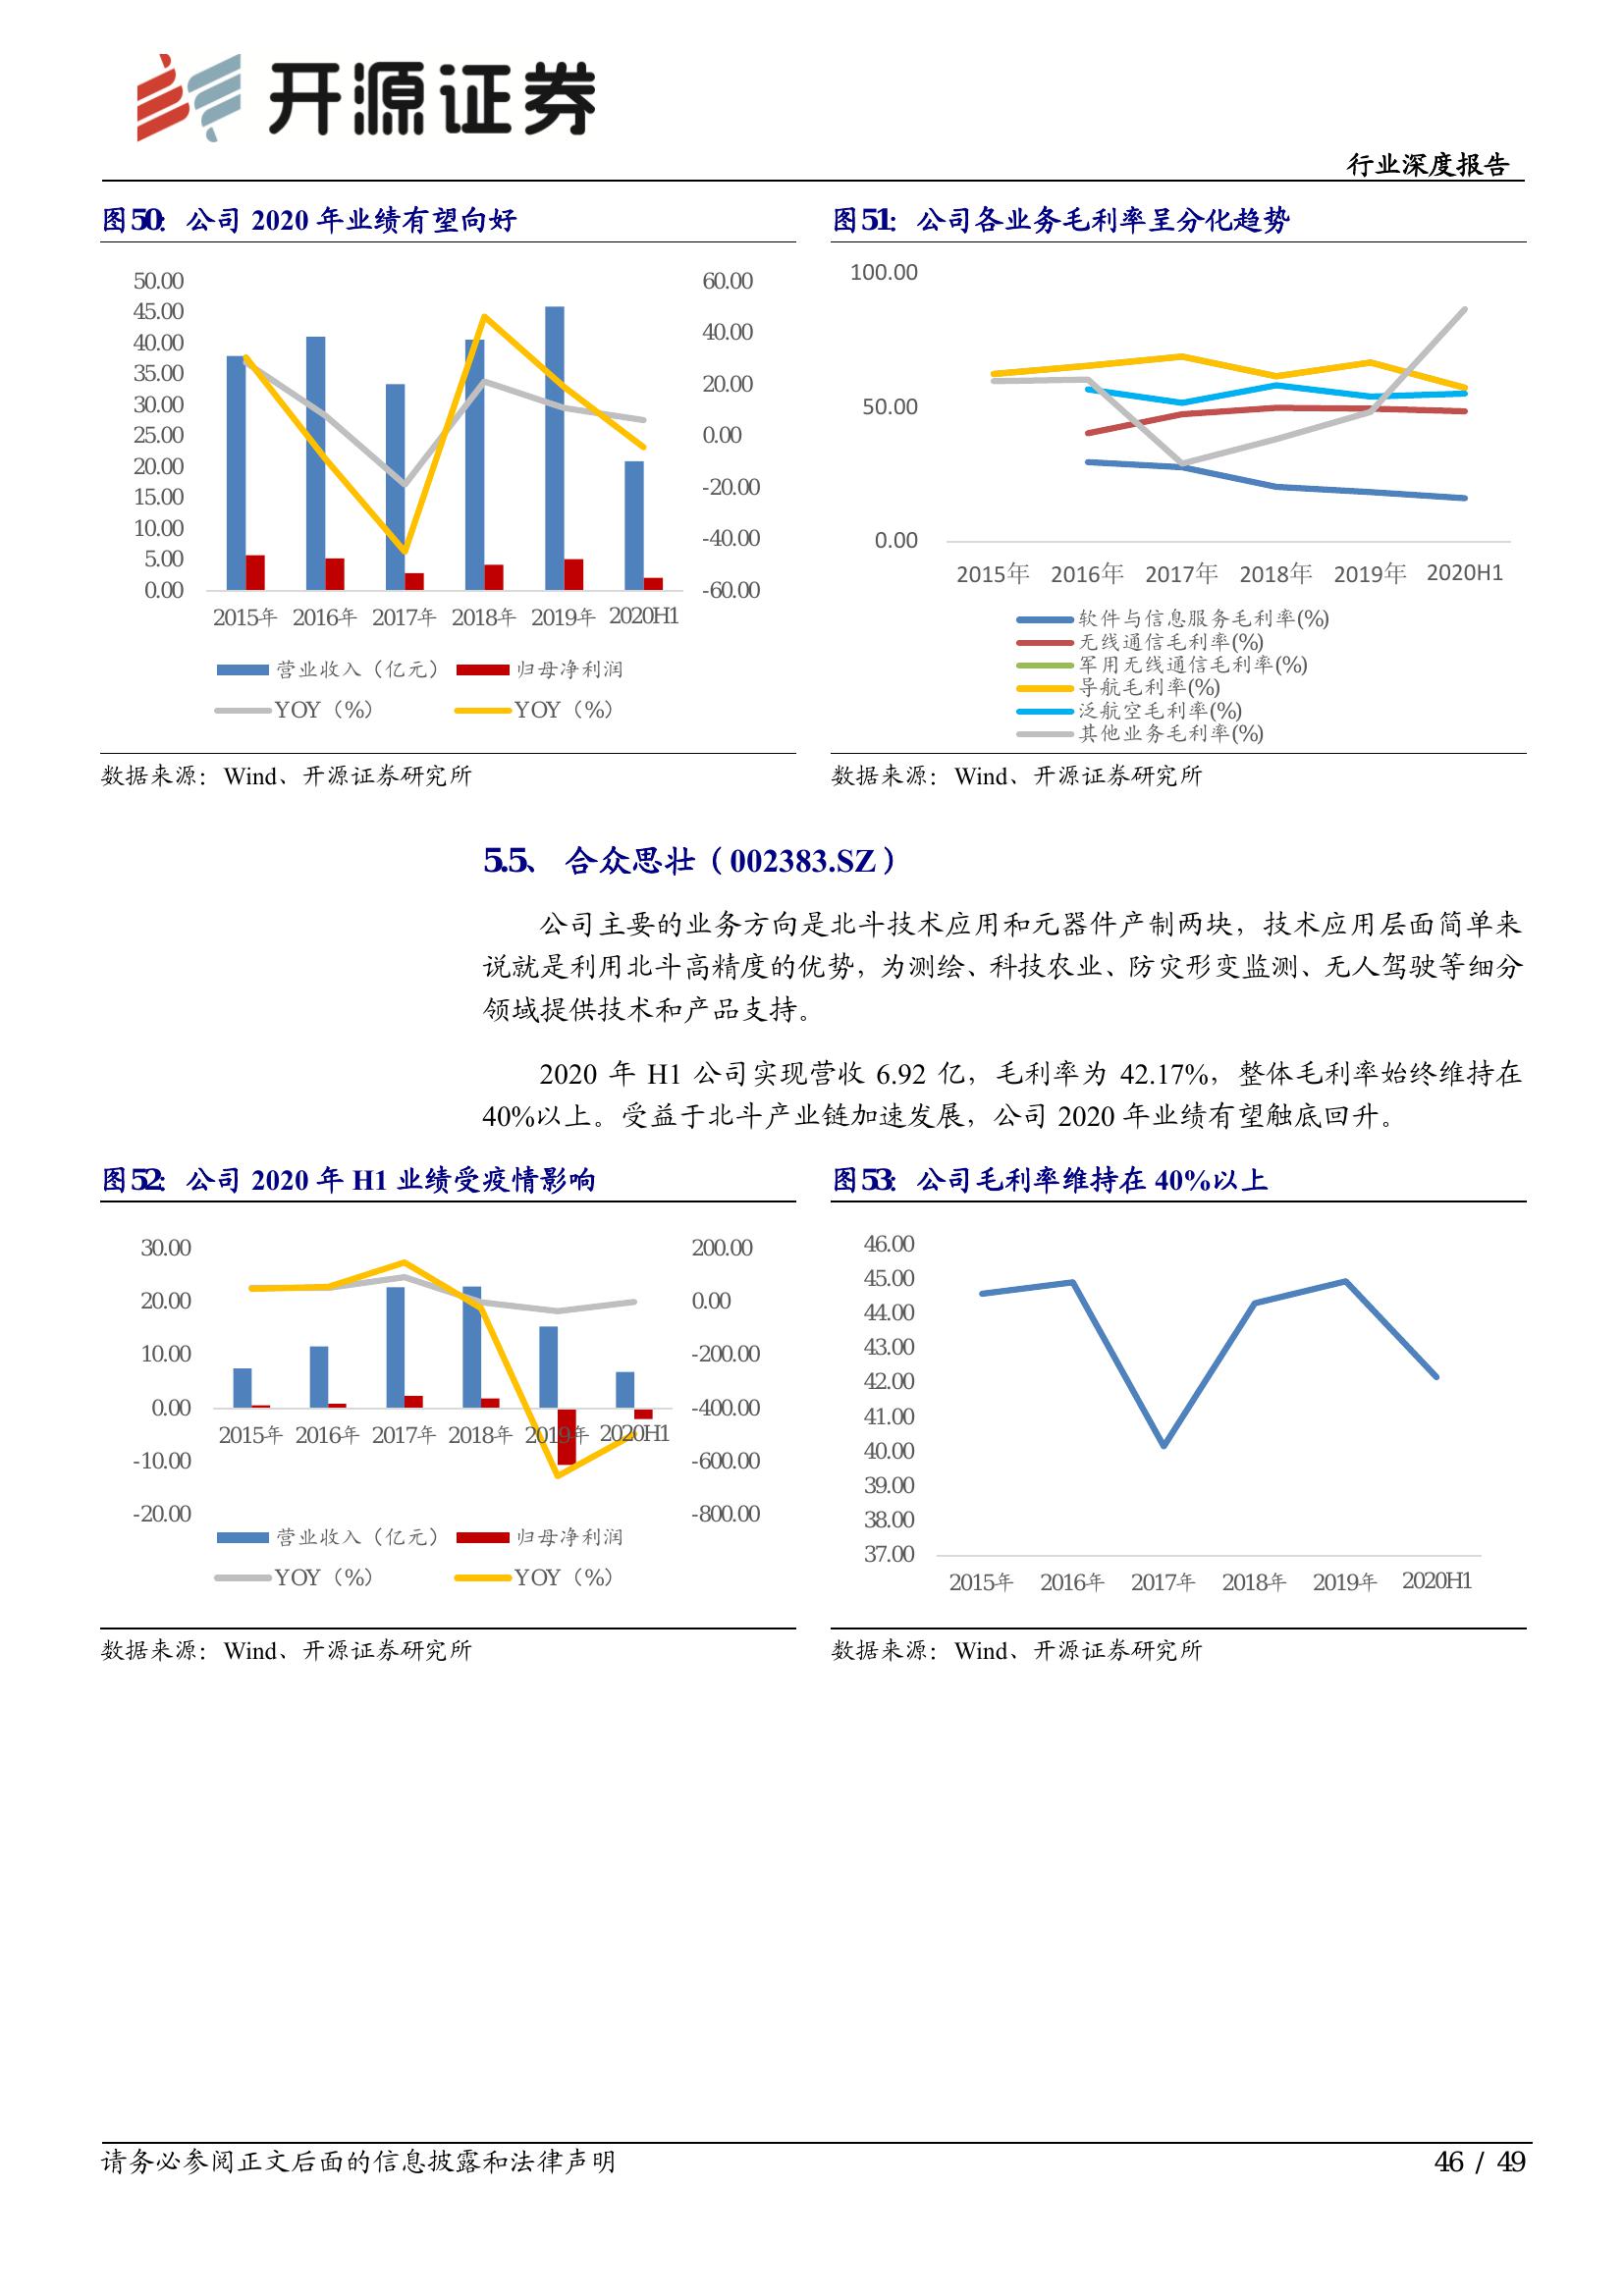 开源证券
行业深度报告
图50：公司 2020 年业绩有望向好
50.00
45.00
40.00
35.00
30.00
25.00
20.00
15.00
10.00
5.00
0.00
60.00
40.00
20.00
0.00
-20.00
-40.00
-60.00
2015年 2016年 2017年 2018年 2019年 2020H1
营业收入（亿元） 归母净利润
YOY（%） YOY（%）
数据来源：Wind、开源证券研究所
图51：公司各业务毛利率呈分化趋势
100.00
50.00
0.00
2015年 2016年 2017年 2018年 2019年 2020H1
软件与信息服务毛利率(%)
无线通信毛利率(%)
军用无线通信毛利率(%)
导航毛利率(%)
泛航空毛利率(%)
其他业务毛利率(%)
数据来源：Wind、开源证券研究所
5.5、 合众思壮（002383.SZ）
公司主要的业务方向是北斗技术应用和元器件产制两块，技术应用层面简单来
说就是利用北斗高精度的优势，为测绘、科技农业、防灾形变监测、无人驾驶等细分
领域提供技术和产品支持。
2020 年 H1 公司实现营收 6.92 亿，毛利率为 42.17%，整体毛利率始终维持在
40%以上。受益于北斗产业链加速发展，公司 2020 年业绩有望触底回升。
图52：公司 2020 年 H1 业绩受疫情影响
30.00
20.00
10.00
0.00
-10.00
-20.00
200.00
0.00
-200.00
-400.00
-600.00
-800.00
2015年 2016年 2017年 2018年 2019年 2020H1
营业收入（亿元） 归母净利润
YOY（%） YOY（%）
数据来源：Wind、开源证券研究所
图53：公司毛利率维持在 40%以上
46.00
45.00
44.00
43.00
42.00
41.00
40.00
39.00
38.00
37.00
2015年 2016年 2017年 2018年 2019年 2020H1
数据来源：Wind、开源证券研究所
请务必参阅正文后面的信息披露和法律声明
46 / 49